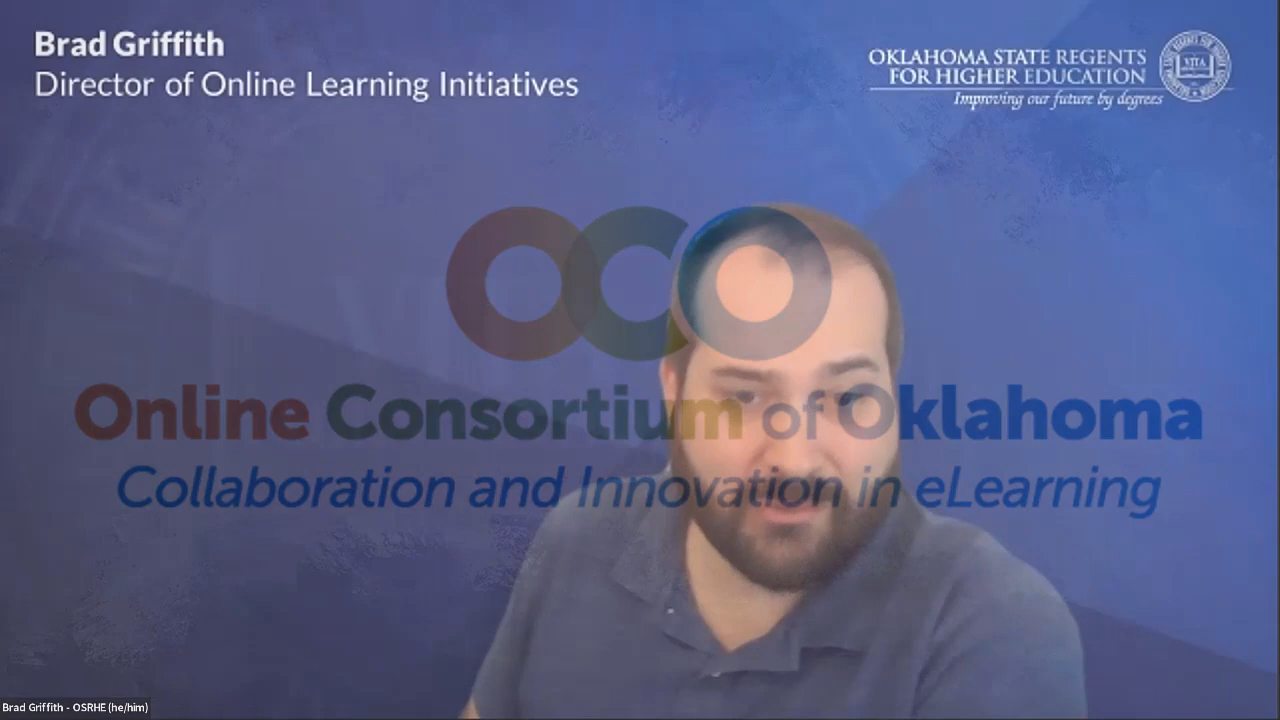 Brad Griffith
Director of Online Learning Initiatives
OKLAHOMA STATE REGENTS
FOR HIGHER EDUCATION
Improving our future by degrees
VITA
Online Consortium of Oklahoma
Collaboration and Innovation in eLearning
Brad Griffith - OSRHE (he/him)